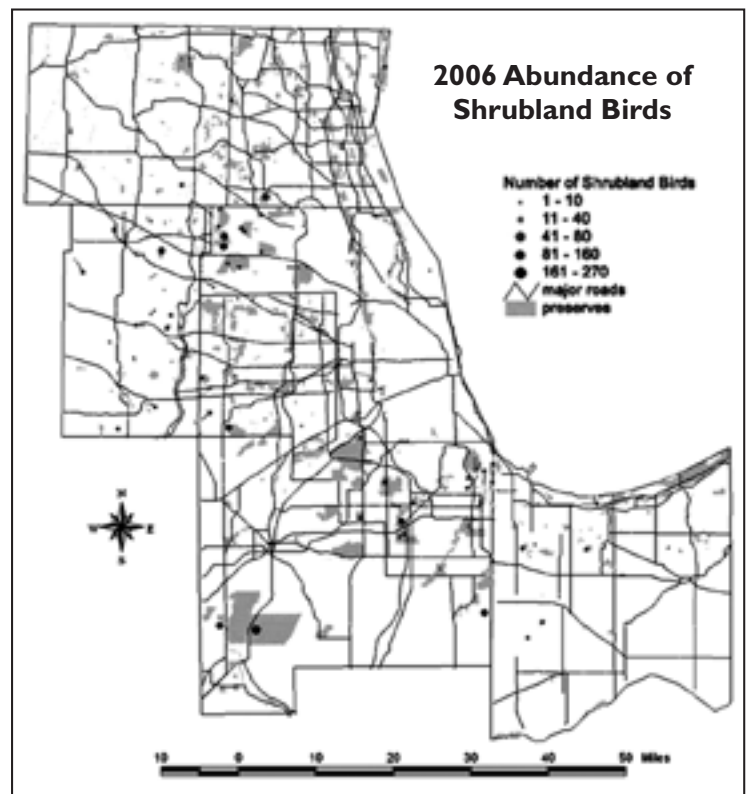 2006 Abundance of
Shrubland Birds
Number of Shrubland Birds
1 - 10
11 - 40
41 - 80
81 - 160
161 - 270
major roads
preserves
N
W E
S
10 0 10 20 30 40 50 Miles